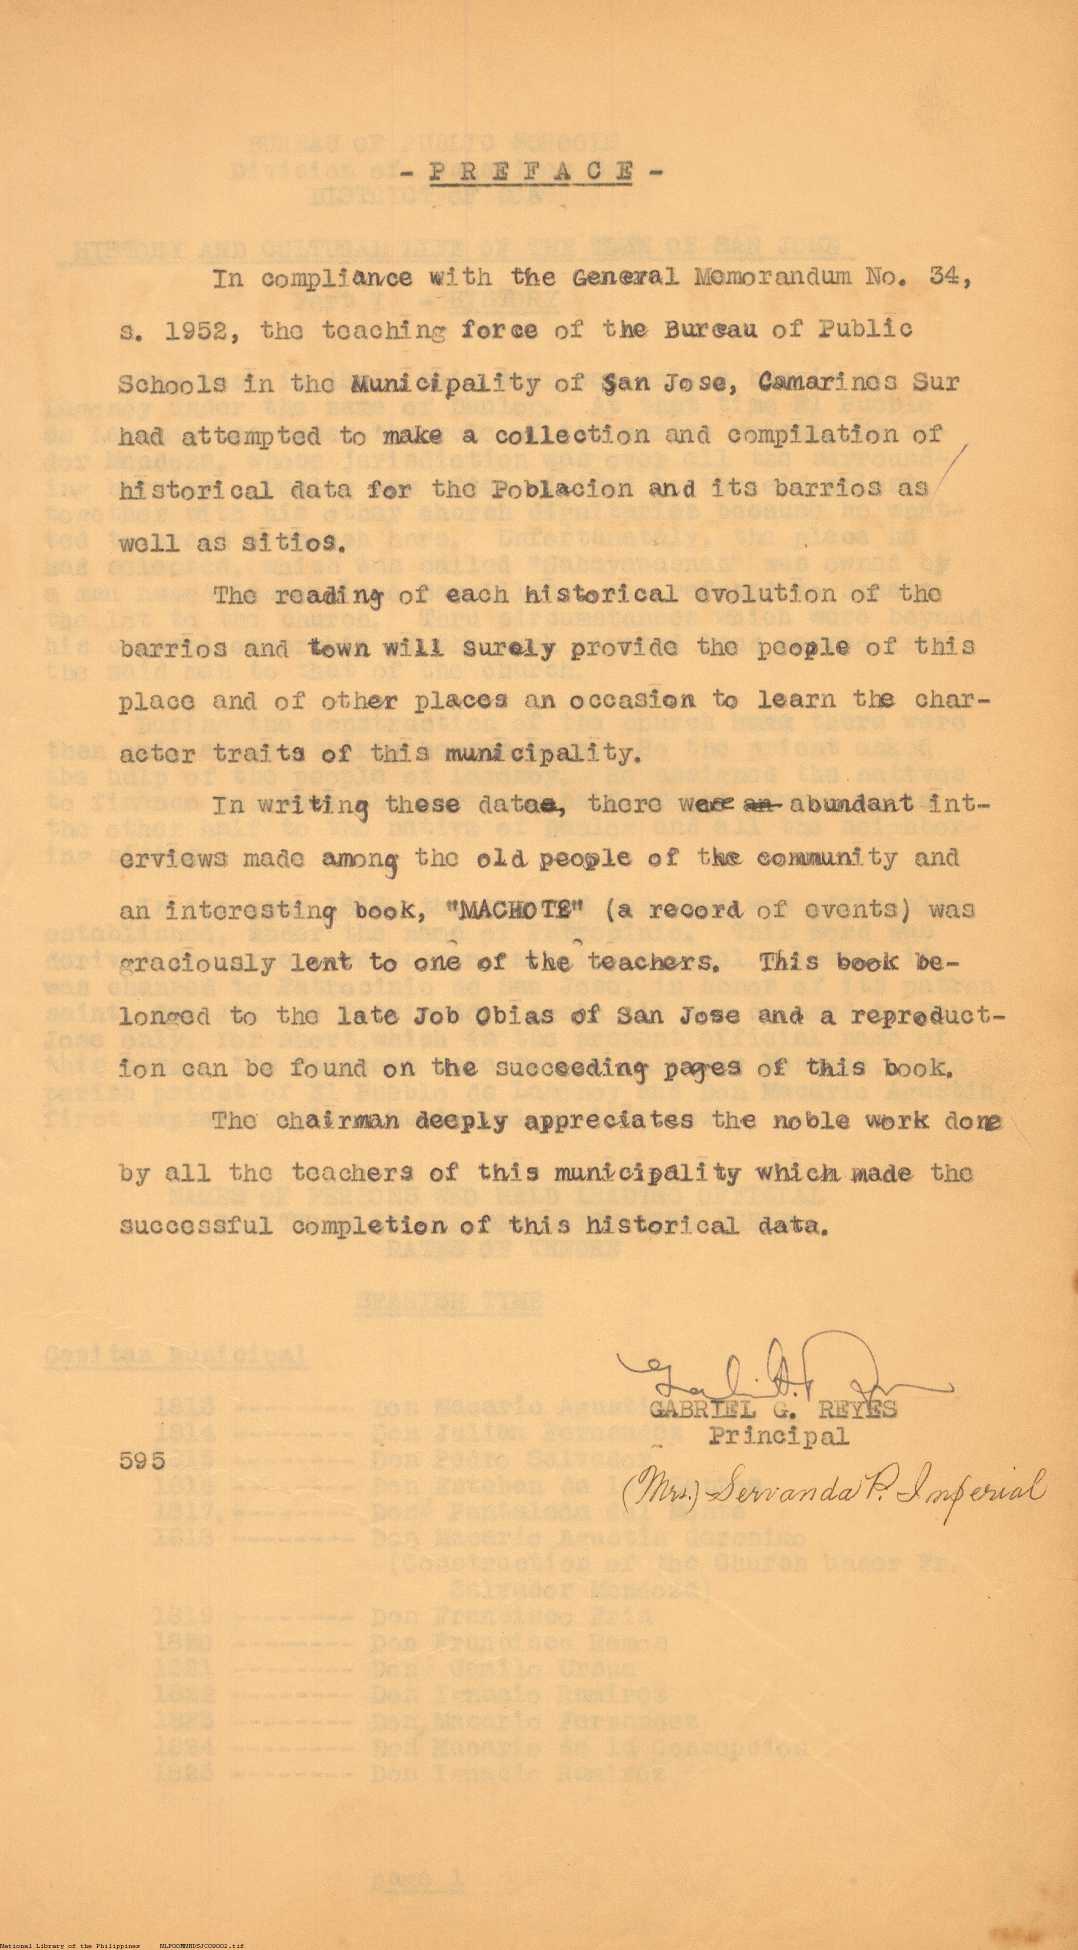 - P R E F A C E -
In compliance with the General Memorandum No. 34,
s. 1952, the teaching force of the Bureau of Public
Schools in the Municipality of San Jose, Camarines Sur
had attempted to make a collection and compilation of
historical data for the Poblacion and its barrios as
well as sitios.
The reading of each historical evolution of the
barrios and town will surely provide the people of this
place and of other places an occasion to learn the char-
acter traits of this municipality.
In writing these datae, there were an abundant int-
erviews made among the old people of the community and
an interesting book, "MACHOTE" (a record of events) was
graciously lent to one of the teachers. This book be-
longed to the late Job Obias of San Jose and a reproduct-
ion can be found on the succeeding pages of this book.
The chairman deeply appreciates the noble work done
by all the teachers of this municipality which made the
successful completion of this historical data.
GABRIEL G. REYES
Principal
595
(Mrs.) Servanda P. Imperial
National Library of the Philippines